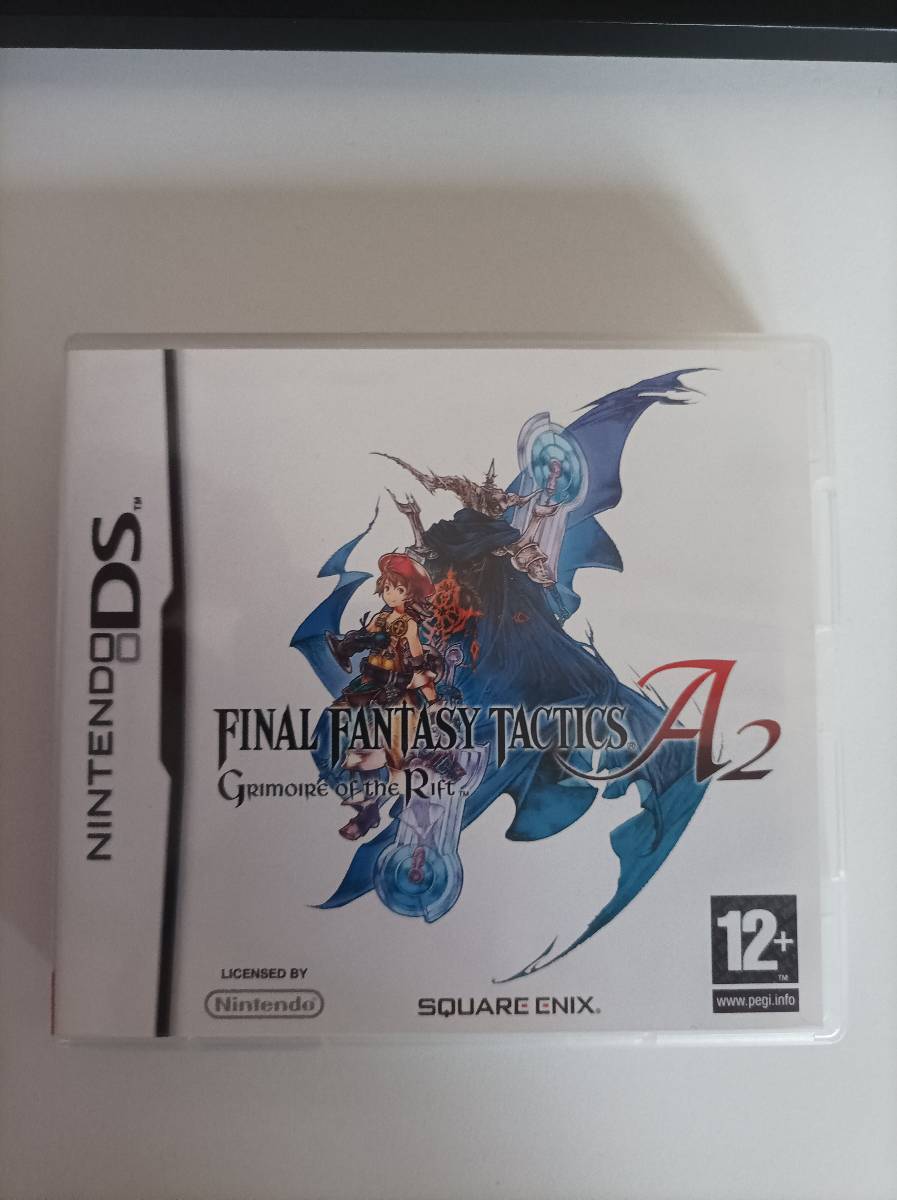 NINTENDO DS™
FINAL FANTASY TACTICS® A2
GRIMOIRE OF THE RIFT™
LICENSED BY
Nintendo
SQUARE ENIX®
12+™
www.pegi.info